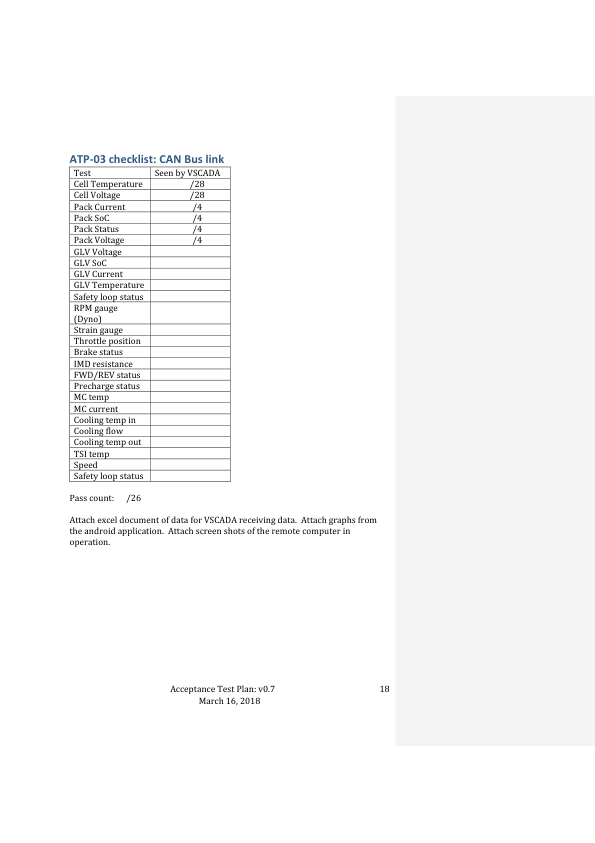 ATP-03 checklist: CAN Bus link
Test Seen by VSCADA
Cell Temperature /28
Cell Voltage /28
Pack Current /4
Pack SoC /4
Pack Status /4
Pack Voltage /4
GLV Voltage
GLV SoC
GLV Current
GLV Temperature
Safety loop status
RPM gauge
(Dyno)
Strain gauge
Throttle position
Brake status
IMD resistance
FWD/REV status
Precharge status
MC temp
MC current
Cooling temp in
Cooling flow
Cooling temp out
TSI temp
Speed
Safety loop status
Pass count: /26
Attach excel document of data for VSCADA receiving data. Attach graphs from
the android application. Attach screen shots of the remote computer in
operation.
Acceptance Test Plan: v0.7 18
March 16, 2018